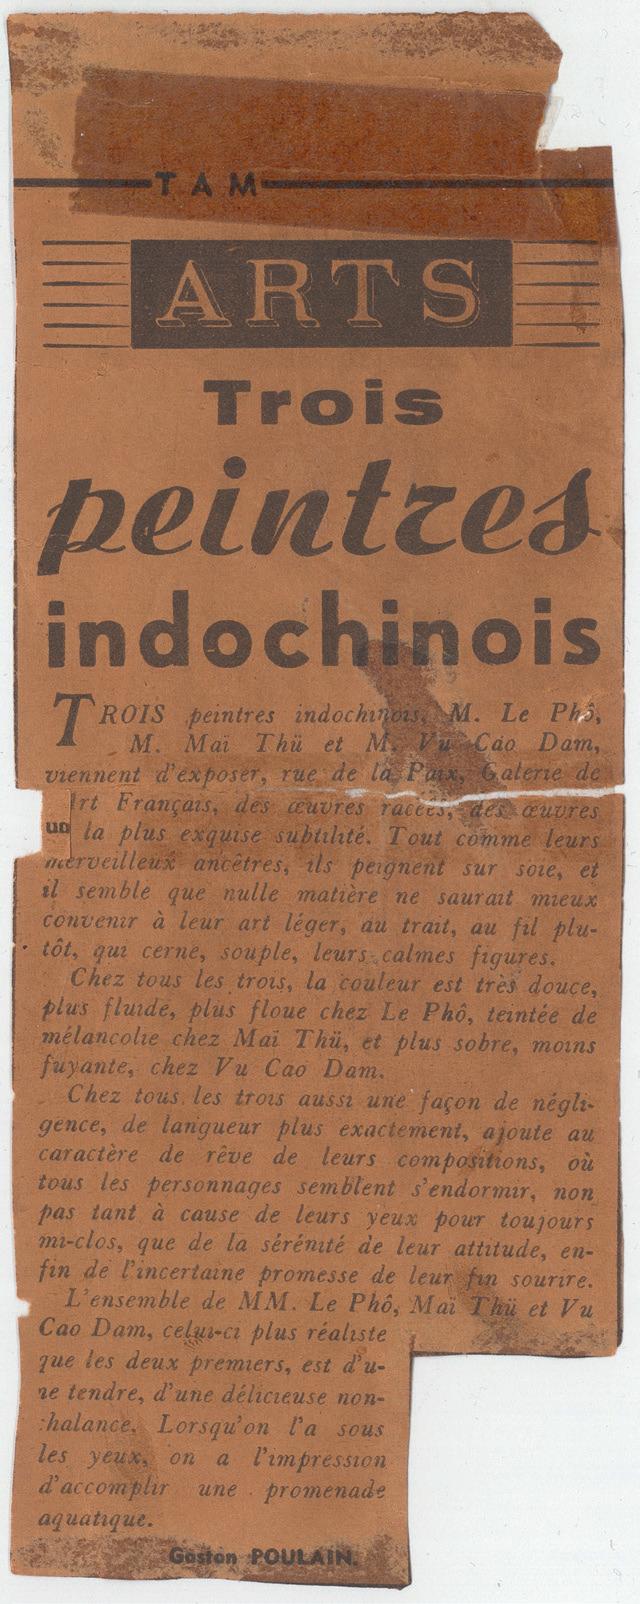 TAM
ARTS
Trois
peintres
indochinois
TROIS peintres indochinois, M. Le Phô,
M. Maï Thü et M. Vu Cao Dam,
viennent d'exposer, rue de la Paix, Galerie de
Art Français, des œuvres racées, des œuvres
un la plus exquise subtilité. Tout comme leurs
merveilleux ancêtres, ils peignent sur soie, et
il semble que nulle matière ne saurait mieux
convenir à leur art léger, au trait, au fil plu-
tôt, qui cerne, souple, leurs calmes figures.
Chez tous les trois, la couleur est très douce,
plus fluide, plus floue chez Le Phô, teintée de
mélancolie chez Maï Thü, et plus sobre, moins
fuyante, chez Vu Cao Dam.
Chez tous les trois aussi une façon de négli-
gence, de langueur plus exactement, ajoute au
caractère de rêve de leurs compositions, où
tous les personnages semblent s'endormir, non
pas tant à cause de leurs yeux pour toujours
mi-clos, que de la sérénité de leur attitude, en-
fin de l'incertaine promesse de leur fin sourire.
L'ensemble de MM. Le Phô, Maï Thü et Vu
Cao Dam, celui-ci plus réaliste
que les deux premiers, est d'u-
ne tendre, d'une délicieuse non-
chalance. Lorsqu'on l'a sous
les yeux, on a l'impression
d'accomplir une promenade
aquatique.
Gaston POULAIN.